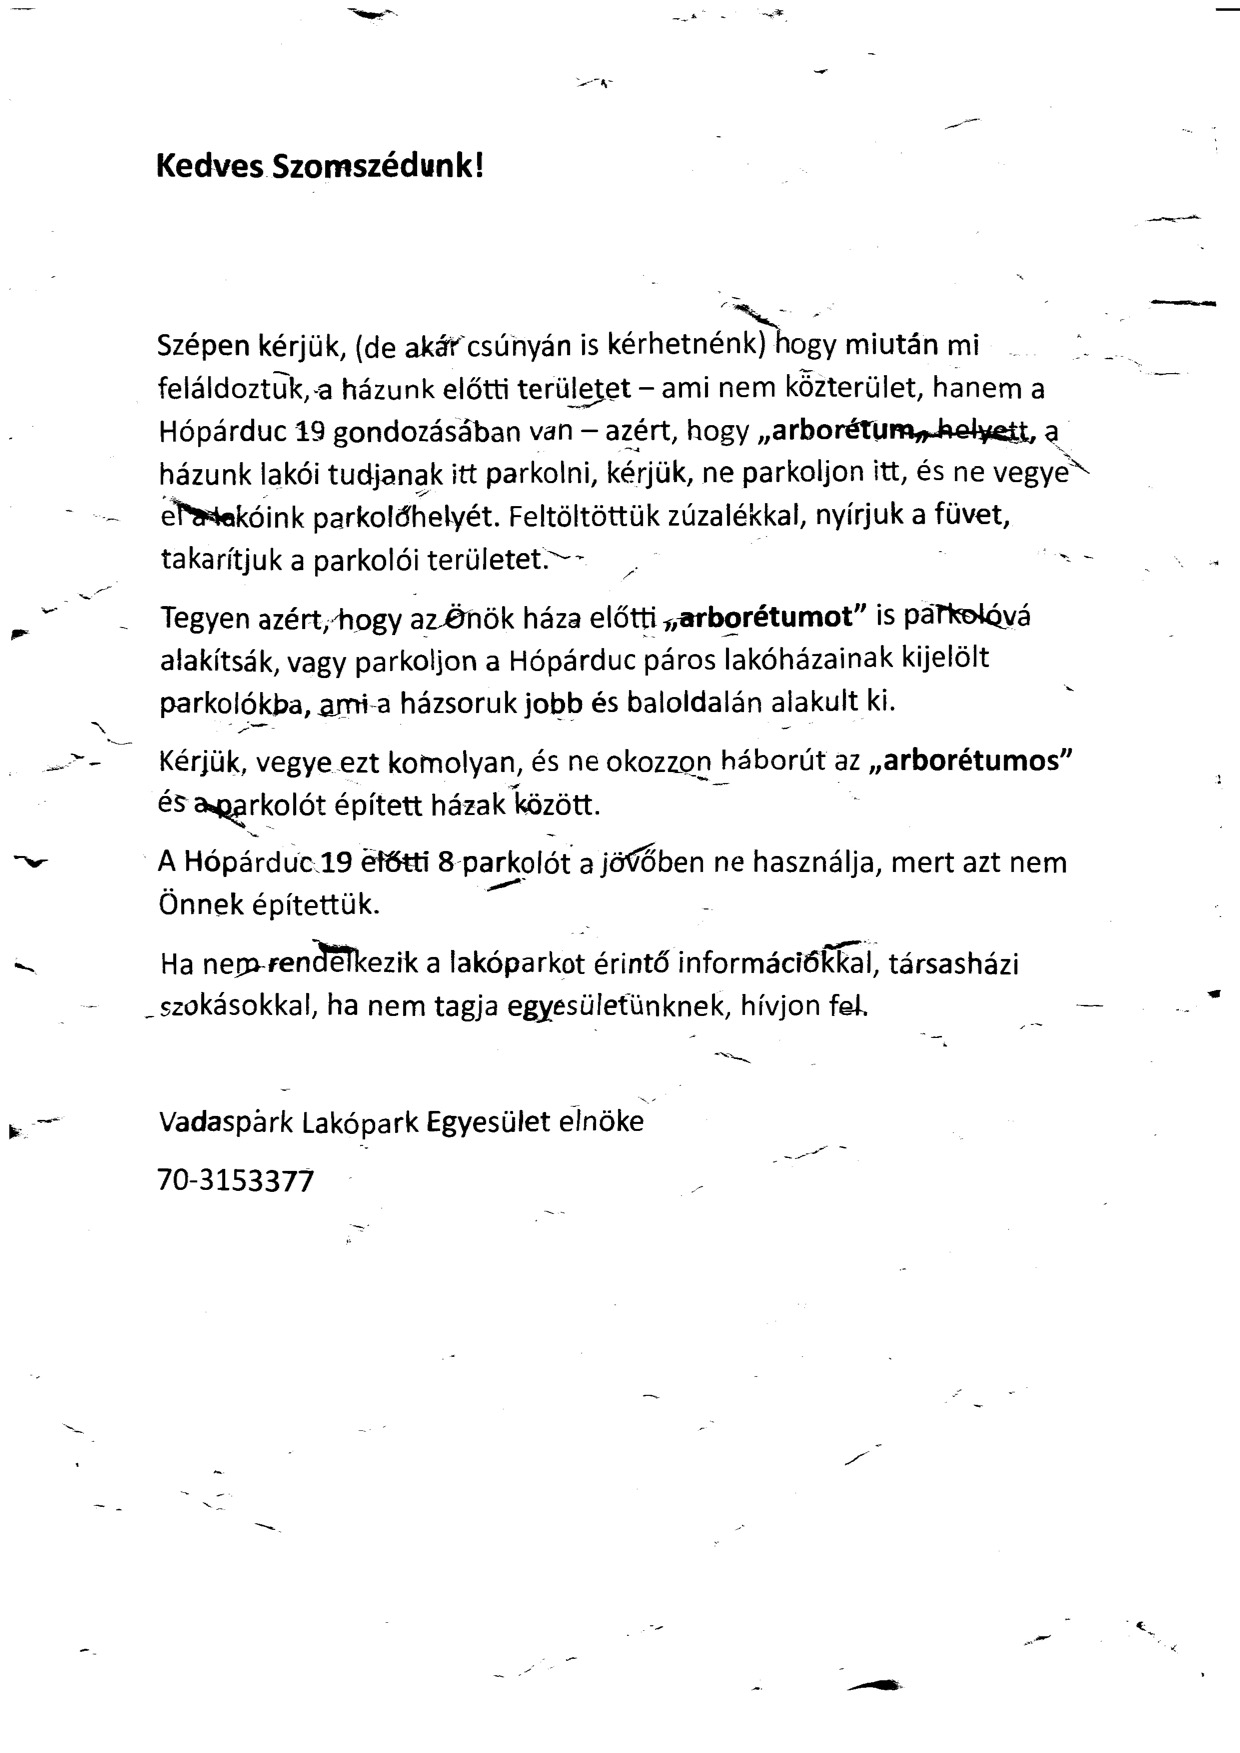 Kedves Szomszédunk!
Szépen kérjük, (de akár csúnyán is kérhetnénk) hogy miután mi
feláldoztuk, a házunk előtti területet – ami nem közterület, hanem a
Hópárduc 19 gondozásában van – azért, hogy „arborétum„ helyett, a
házunk lakói tudjanak itt parkolni, kérjük, ne parkoljon itt, és ne vegye
el a lakóink parkolóhelyét. Feltöltöttük zúzalékkal, nyírjuk a füvet,
takarítjuk a parkolói területet.
Tegyen azért, hogy az Önök háza előtti „arborétumot” is parkolóvá
alakítsák, vagy parkoljon a Hópárduc páros lakóházainak kijelölt
parkolókba, ami a házsoruk jobb és baloldalán alakult ki.
Kérjük, vegye ezt komolyan, és ne okozzon háborút az „arborétumos”
és a parkolót épített házak között.
A Hópárduc 19 előtti 8 parkolót a jövőben ne használja, mert azt nem
Önnek építettük.
Ha nem rendelkezik a lakóparkot érintő információkkal, társasházi
szokásokkal, ha nem tagja egyesületünknek, hívjon fel.
Vadaspark Lakópark Egyesület elnöke
70-3153377